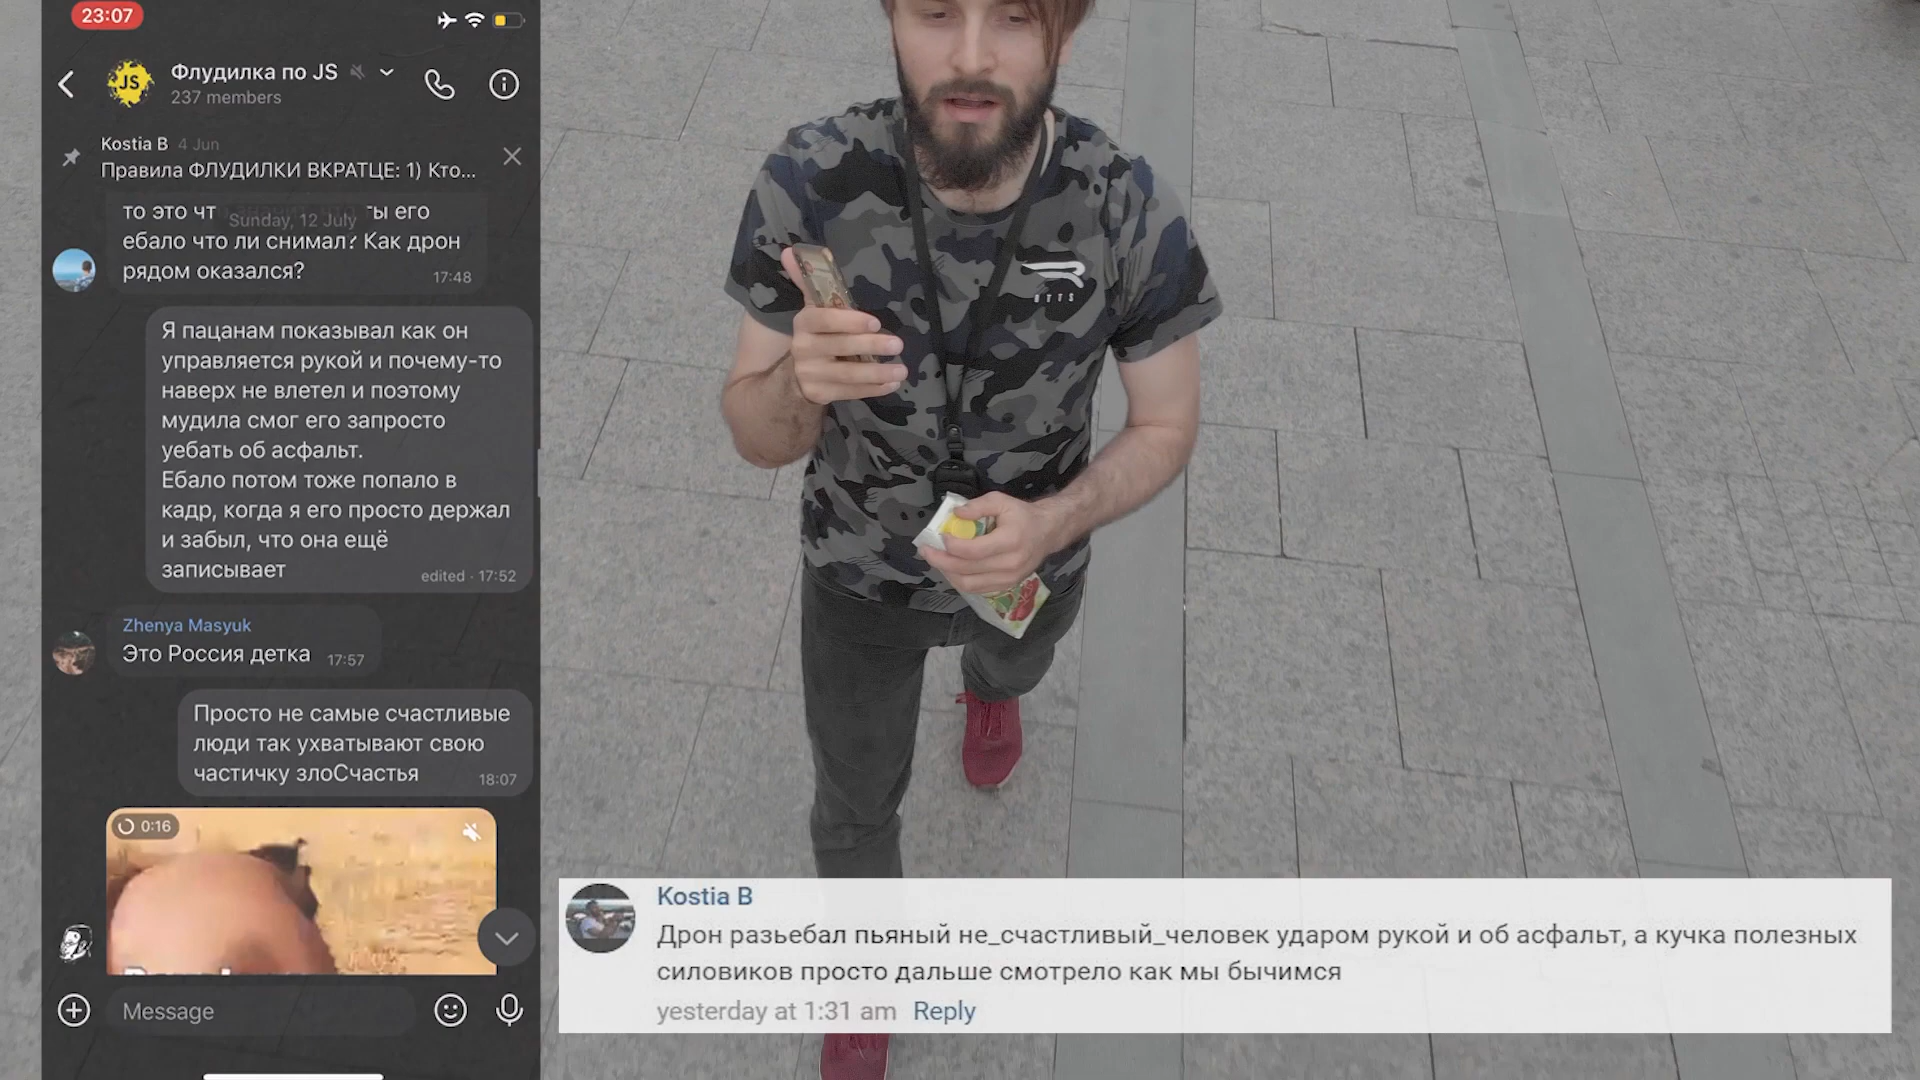 23:07
JS
Флудилка по JS
237 members
Kostia B 4 Jun
Правила ФЛУДИЛКИ ВКРАТЦЕ: 1) Кто...
то это чт ты его
Sunday, 12 July
ебало что ли снимал? Как дрон
рядом оказался?
17:48
Я пацанам показывал как он
управляется рукой и почему-то
наверх не влетел и поэтому
мудила смог его запросто
уебать об асфальт.
Ебало потом тоже попало в
кадр, когда я его просто держал
и забыл, что она ещё
записывает
edited · 17:52
Zhenya Masyuk
Это Россия детка 17:57
Просто не самые счастливые
люди так ухватывают свою
частичку злоСчастья
18:07
0:16
Message
Kostia B
Дрон разьебал пьяный не_счастливый_человек ударом рукой и об асфальт, а кучка полезных
силовиков просто дальше смотрело как мы бычимся
yesterday at 1:31 am Reply